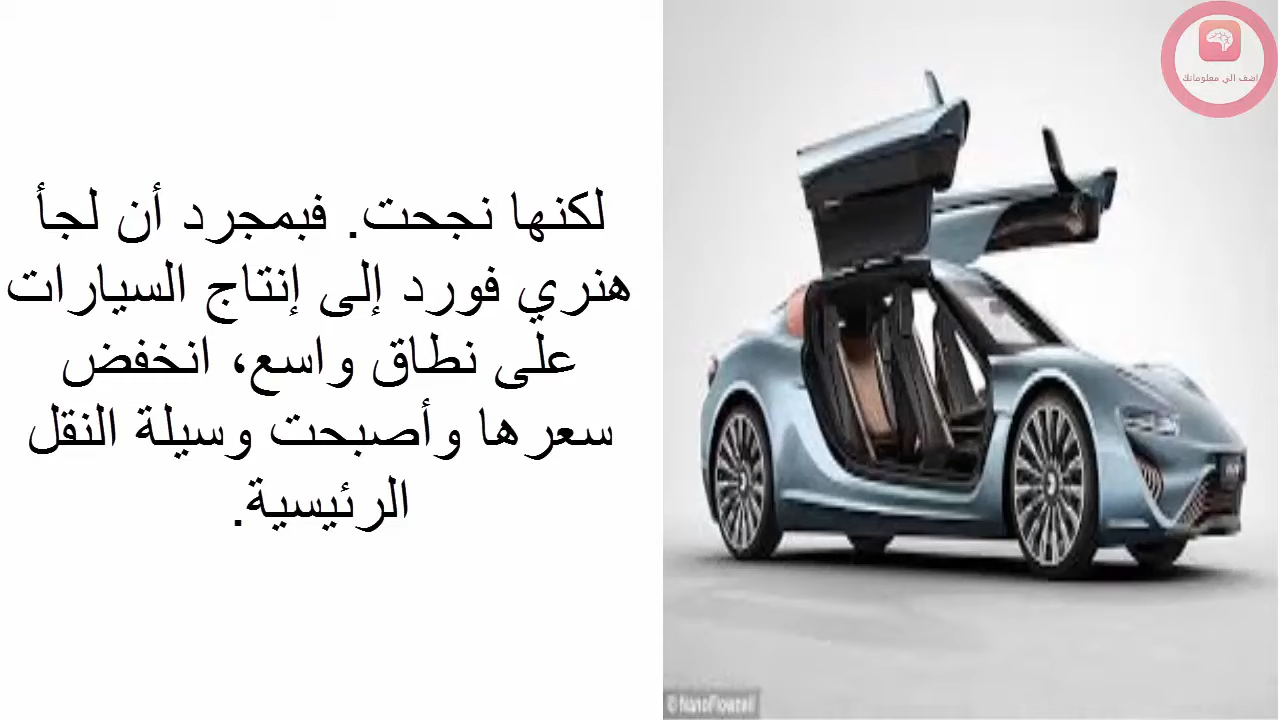 لكنها نجحت. فبمجرد أن لجأ
هنري فورد إلى إنتاج السيارات
على نطاق واسع، انخفض
سعرها وأصبحت وسيلة النقل
الرئيسية.
اضف الي معلوماتك
© NanoFlowcell